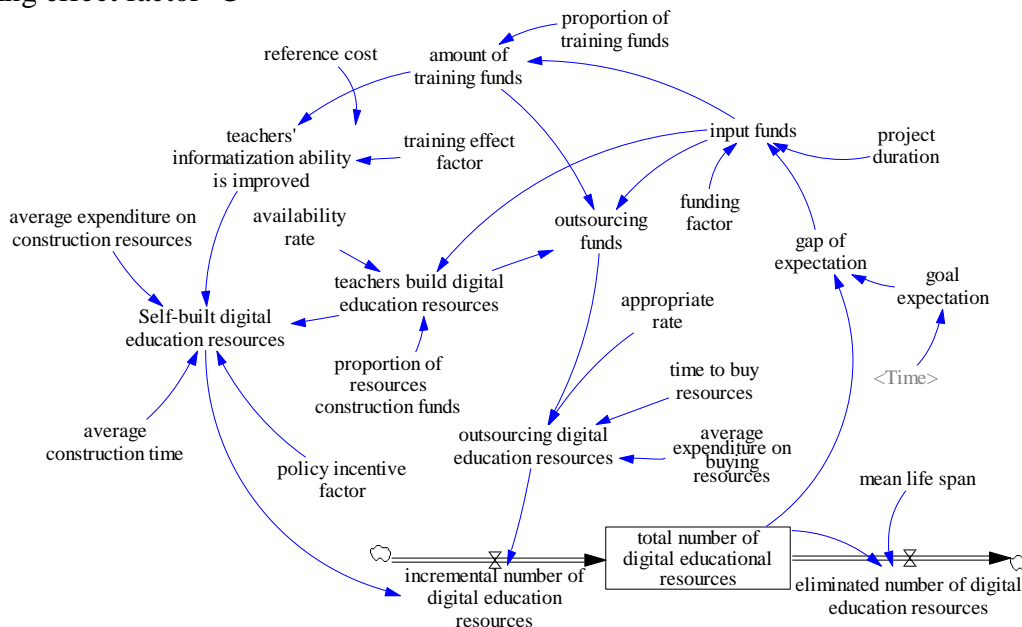 ng effect factor
proportion of
training funds
reference cost
amount of
training funds
teachers'
informatization ability
is improved
training effect
factor
input funds
project
duration
average expenditure on
construction resources
availability
rate
outsourcing
funds
funding
factor
gap of
expectation
teachers build digital
education resources
goal
expectation
Self-built digital
education resources
appropriate
rate
proportion of
resources
construction funds
time to buy
resources
<Time>
average
construction time
policy incentive
factor
outsourcing digital
education resources
average
expenditure on
buying
resources
mean life span
total number of
digital educational
resources
incremental number of
digital education
resources
eliminated number of digital
education resources